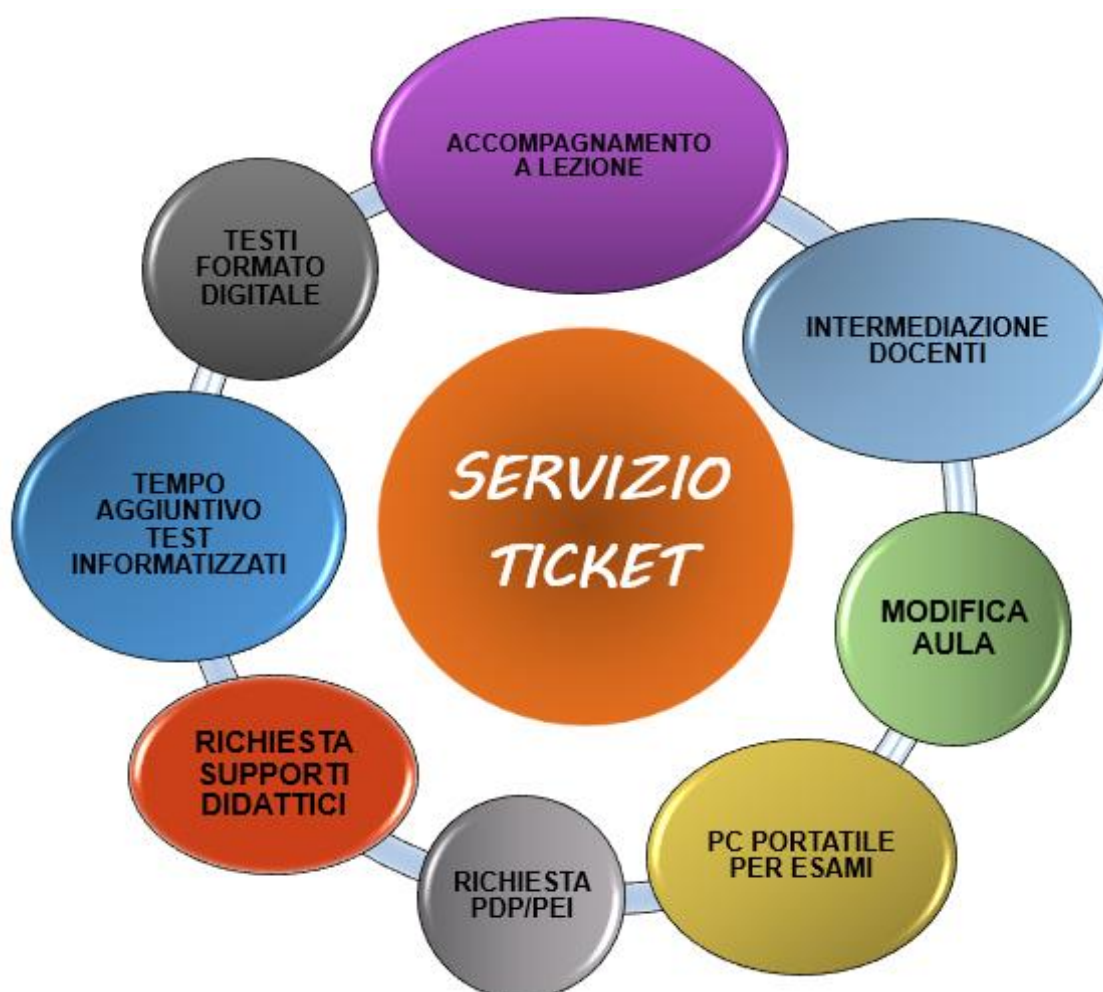 ACCOMPAGNAMENTO
A LEZIONE
INTERMEDIAZIONE
DOCENTI
MODIFICA
AULA
PC PORTATILE
PER ESAMI
RICHIESTA
PDP/PEI
RICHIESTA
SUPPORTI
DIDATTICI
TEMPO
AGGIUNTIVO
TEST
INFORMATIZZATI
TESTI
FORMATO
DIGITALE
SERVIZIO
TICKET